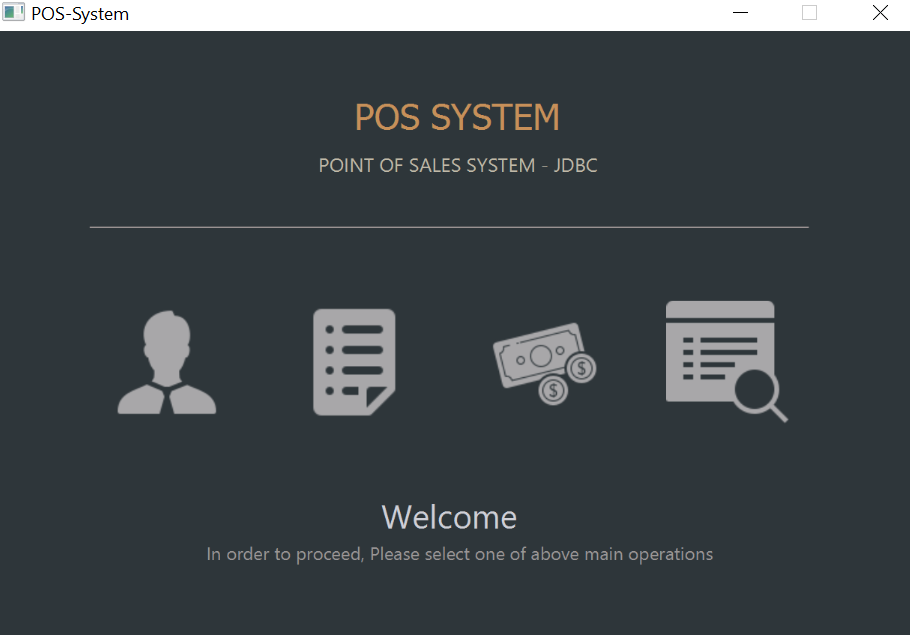 POS-System
POS SYSTEM
POINT OF SALES SYSTEM - JDBC
Welcome
In order to proceed, Please select one of above main operations